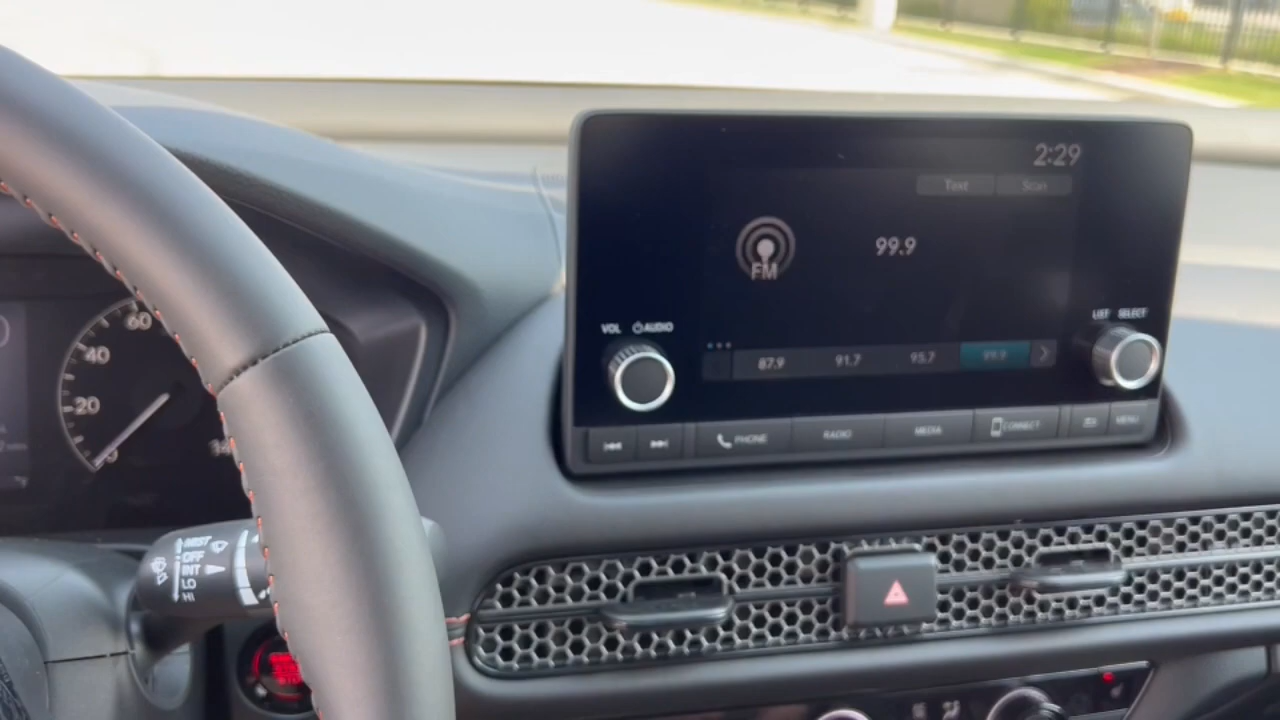 2:29
Text Scan
99.9
FM
VOL AUDIO
LIST SELECT
87.9 91.7 95.7 99.9
PHONE RADIO MEDIA CONNECT MENU
60
40
20
0
MIST
OFF
INT
LO
HI